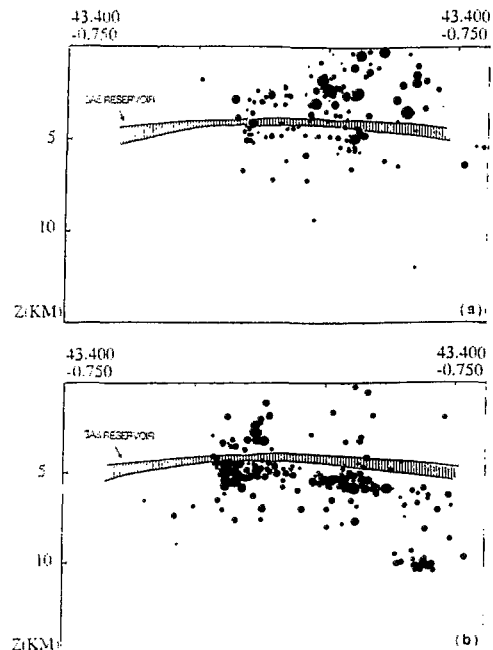 43.400 43.400
-0.750 -0.750
GAS RESERVOIR
5
10
Z(KM)
(a)
43.400 43.400
-0.750 -0.750
GAS RESERVOIR
5
10
Z(KM)
(b)